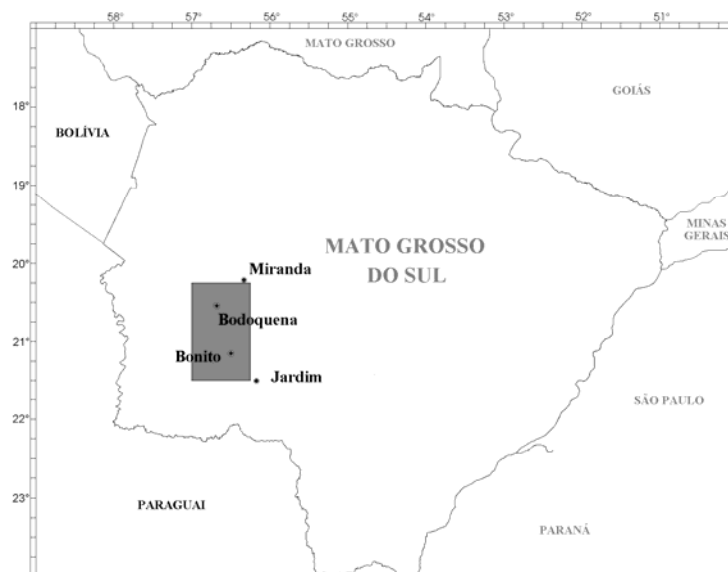 58° 57° 56° 55° 54° 53° 52° 51°
MATO GROSSO
GOIÁS
18°
BOLÍVIA
19°
MINAS
GERAIS
MATO GROSSO
DO SUL
20°
Miranda
Bodoquena
21°
Bonito
Jardim
SÃO PAULO
22°
23°
PARAGUAI
PARANÁ